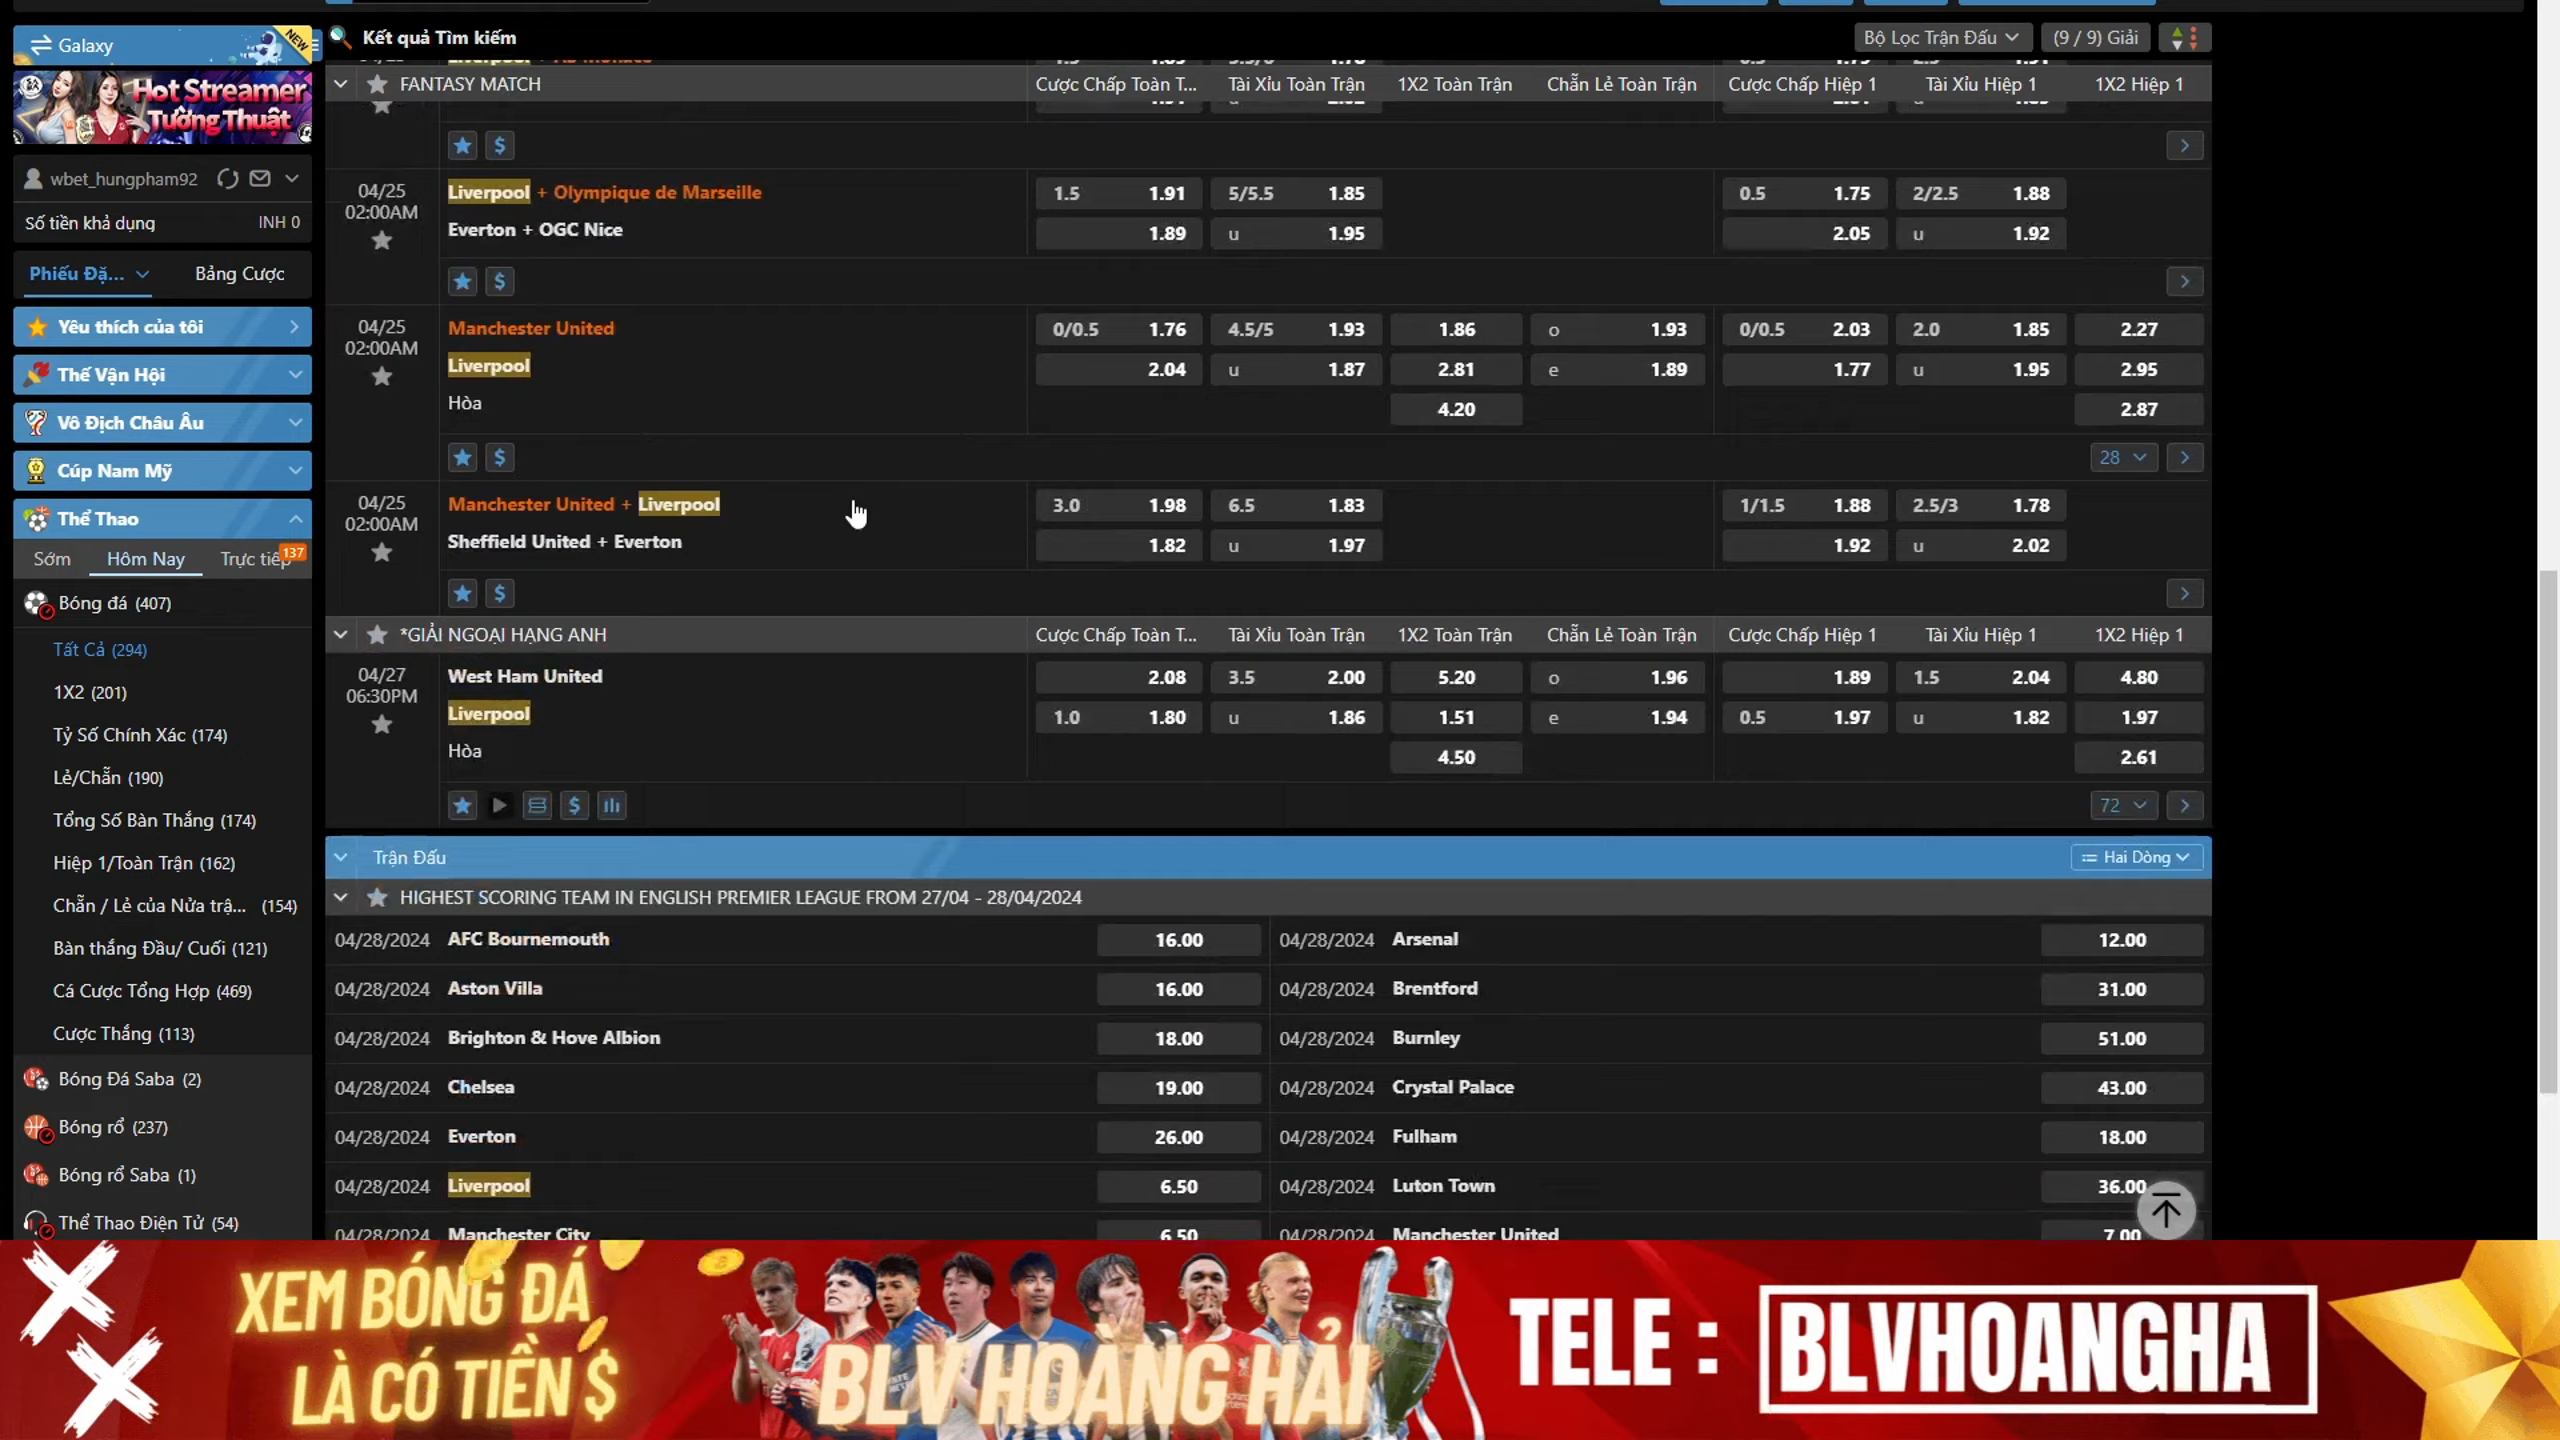 Galaxy
NEW
Hot Streamer
Tường Thuật
wbet_hungpham92
Số tiền khả dụng INH 0
Phiếu Đặ... Bảng Cược
Yêu thích của tôi
Thế Vận Hội
Vô Địch Châu Âu
Cúp Nam Mỹ
Thể Thao
Sớm Hôm Nay Trực tiếp 137
Bóng đá (407)
Tất Cả (294)
1X2 (201)
Tỷ Số Chính Xác (174)
Lẻ/Chẵn (190)
Tổng Số Bàn Thắng (174)
Hiệp 1/Toàn Trận (162)
Chẵn / Lẻ của Nửa trậ... (154)
Bàn thắng Đầu/ Cuối (121)
Cá Cược Tổng Hợp (469)
Cược Thắng (113)
Bóng Đá Saba (2)
Bóng rổ (237)
Bóng rổ Saba (1)
Thể Thao Điện Tử (54)
Kết quả Tìm kiếm Bộ Lọc Trận Đấu (9 / 9) Giải
FANTASY MATCH Cược Chấp Toàn T... Tài Xỉu Toàn Trận 1X2 Toàn Trận Chẵn Lẻ Toàn Trận Cược Chấp Hiệp 1 Tài Xỉu Hiệp 1 1X2 Hiệp 1
04/25 02:00AM
Liverpool + Olympique de Marseille 1.5 1.91 5/5.5 1.85 0.5 1.75 2/2.5 1.88
Everton + OGC Nice 1.89 u 1.95 2.05 u 1.92
04/25 02:00AM
Manchester United 0/0.5 1.76 4.5/5 1.93 1.86 o 1.93 0/0.5 2.03 2.0 1.85 2.27
Liverpool 2.04 u 1.87 2.81 e 1.89 1.77 u 1.95 2.95
Hòa 4.20 2.87
28
04/25 02:00AM
Manchester United + Liverpool 3.0 1.98 6.5 1.83 1/1.5 1.88 2.5/3 1.78
Sheffield United + Everton 1.82 u 1.97 1.92 u 2.02
*GIẢI NGOẠI HẠNG ANH Cược Chấp Toàn T... Tài Xỉu Toàn Trận 1X2 Toàn Trận Chẵn Lẻ Toàn Trận Cược Chấp Hiệp 1 Tài Xỉu Hiệp 1 1X2 Hiệp 1
04/27 06:30PM
West Ham United 2.08 3.5 2.00 5.20 o 1.96 1.89 1.5 2.04 4.80
Liverpool 1.0 1.80 u 1.86 1.51 e 1.94 0.5 1.97 u 1.82 1.97
Hòa 4.50 2.61
72
Trận Đấu Hai Dòng
HIGHEST SCORING TEAM IN ENGLISH PREMIER LEAGUE FROM 27/04 - 28/04/2024
04/28/2024 AFC Bournemouth 16.00 04/28/2024 Arsenal 12.00
04/28/2024 Aston Villa 16.00 04/28/2024 Brentford 31.00
04/28/2024 Brighton & Hove Albion 18.00 04/28/2024 Burnley 51.00
04/28/2024 Chelsea 19.00 04/28/2024 Crystal Palace 43.00
04/28/2024 Everton 26.00 04/28/2024 Fulham 18.00
04/28/2024 Liverpool 6.50 04/28/2024 Luton Town 36.00
04/28/2024 Manchester City 6.50 04/28/2024 Manchester United 7.00
XEM BÓNG ĐÁ
LÀ CÓ TIỀN $
BLV HOÀNG HẢI
TELE : BLVHOANGHA